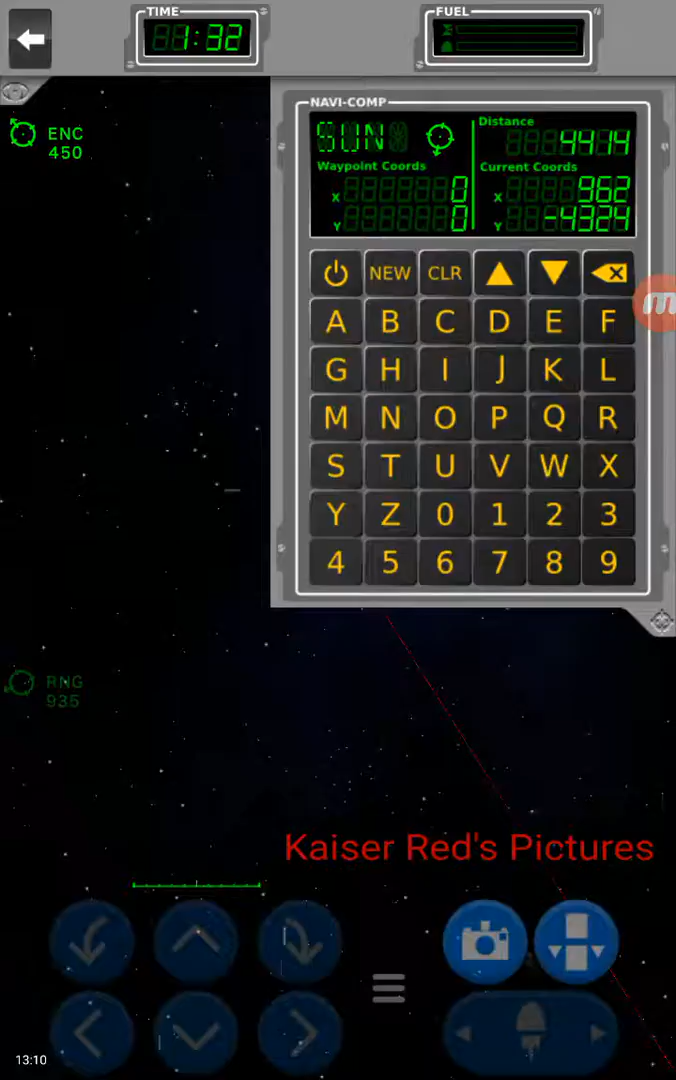 TIME
1:32
FUEL
NAVI-COMP
SUN
Distance
4414
Waypoint Coords
X 0
Y 0
Current Coords
X 962
Y -4324
ENC
450
NEW CLR
A B C D E F
G H I J K L
M N O P Q R
S T U V W X
Y Z 0 1 2 3
4 5 6 7 8 9
RNG
935
Kaiser Red's Pictures
13:10